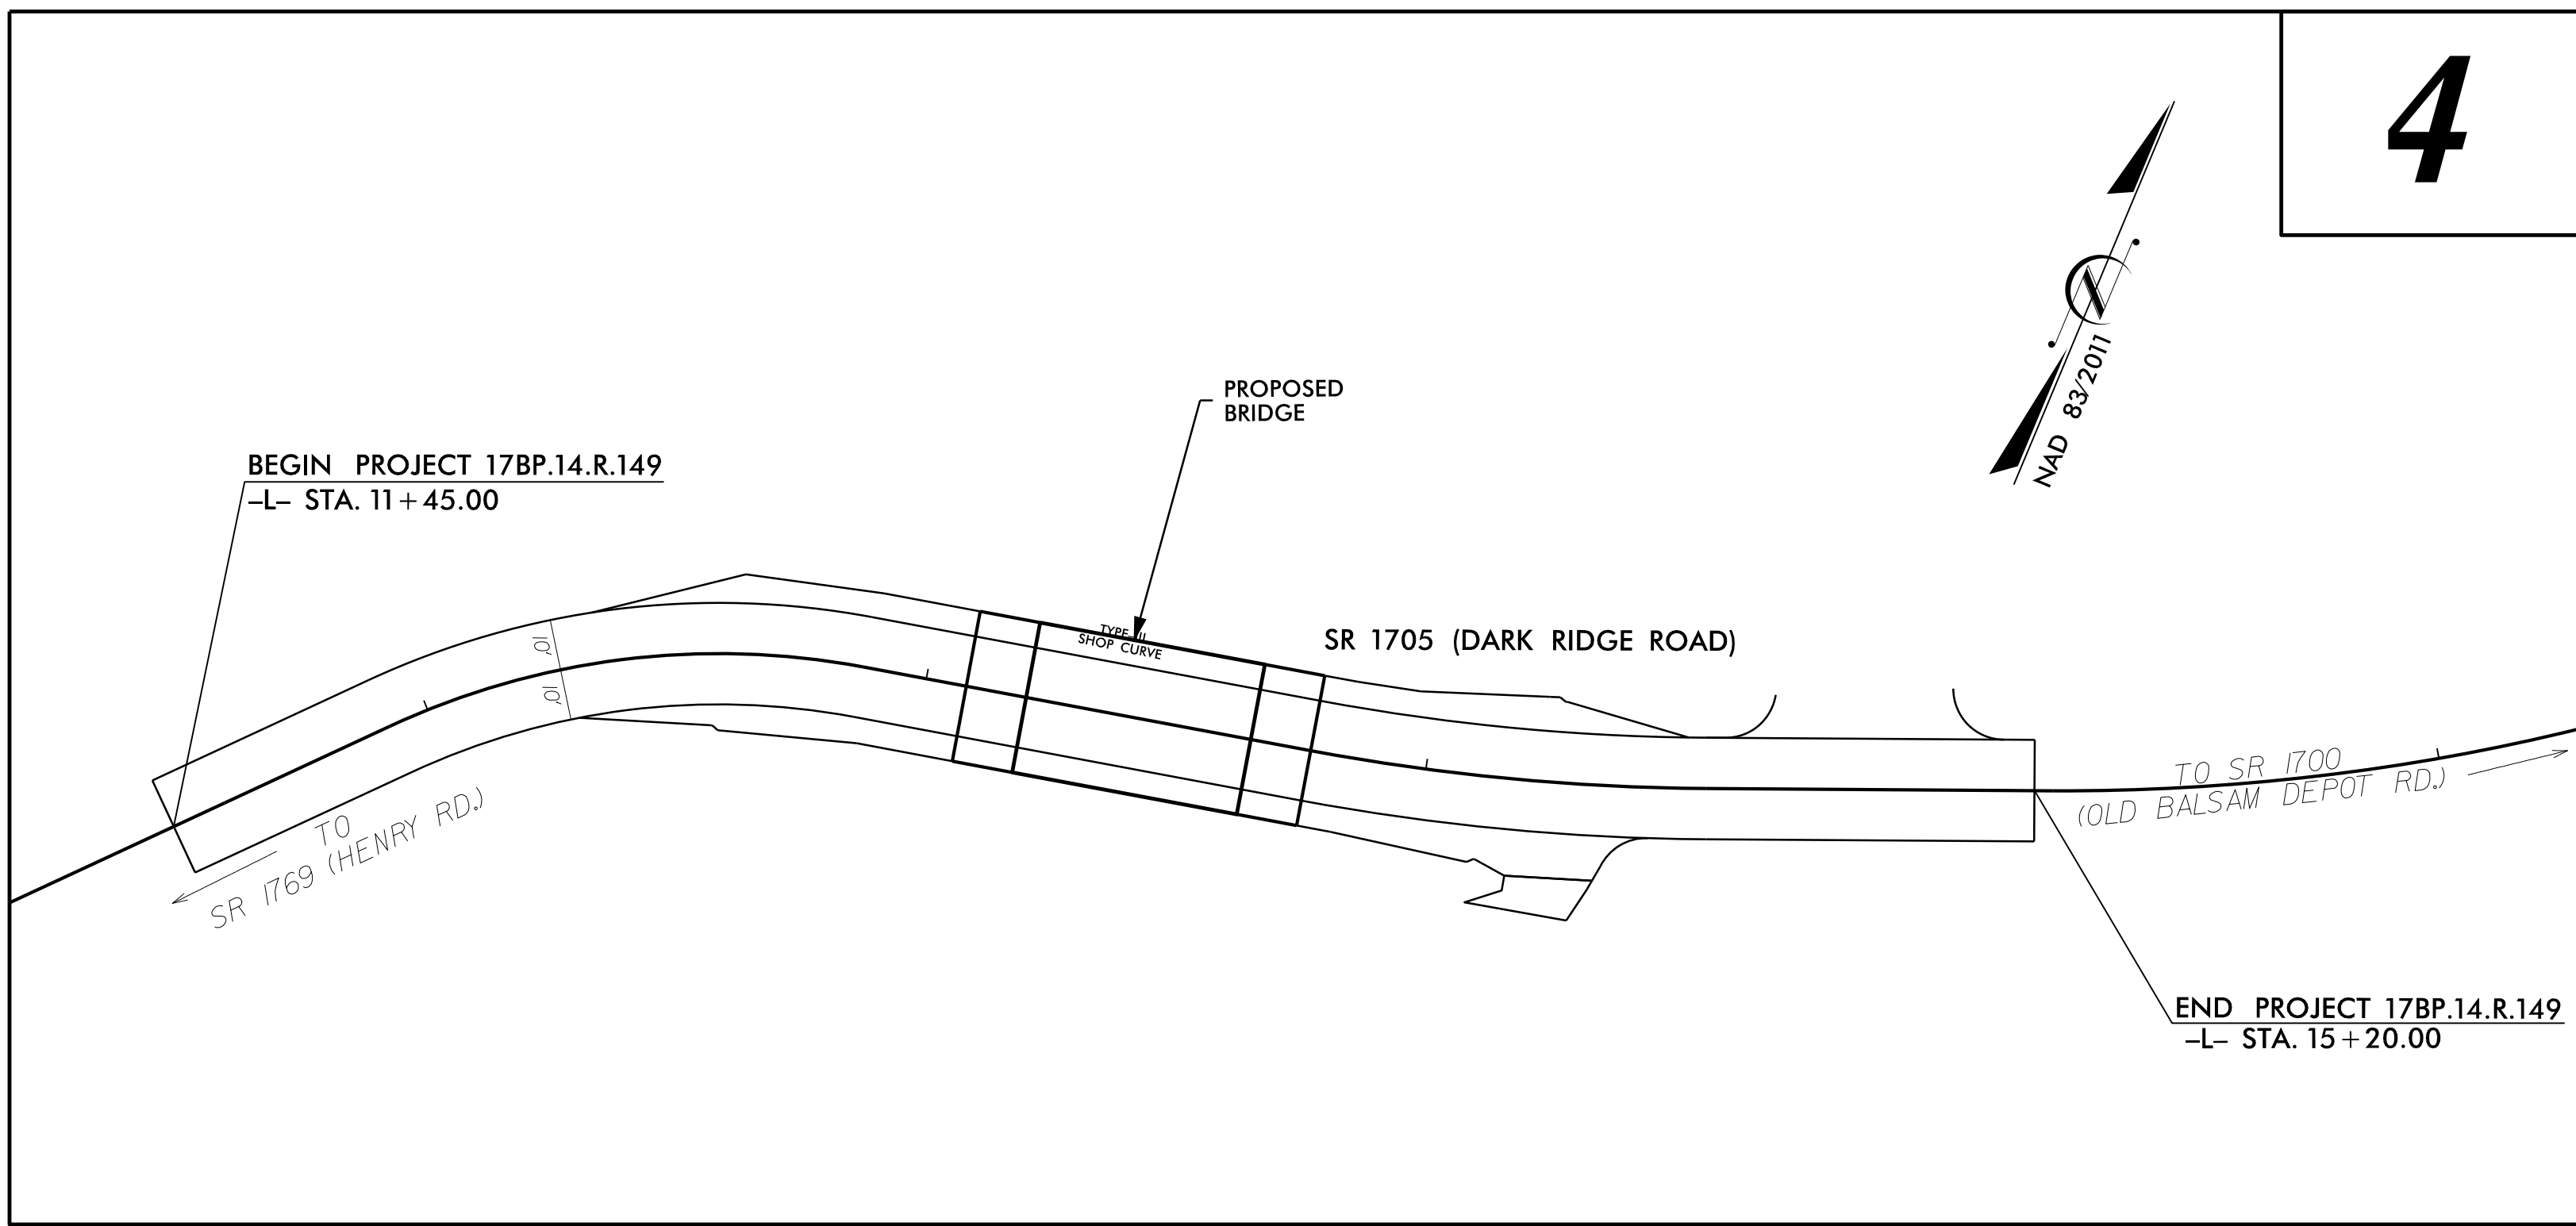 4
NAD 83/2011
PROPOSED
BRIDGE
BEGIN PROJECT 17BP.14.R.149
–L– STA. 11+45.00
TYPE III
SHOP CURVE
SR 1705 (DARK RIDGE ROAD)
10'
10'
TO
SR 1769 (HENRY RD.)
TO SR 1700
(OLD BALSAM DEPOT RD.)
END PROJECT 17BP.14.R.149
–L– STA. 15+20.00